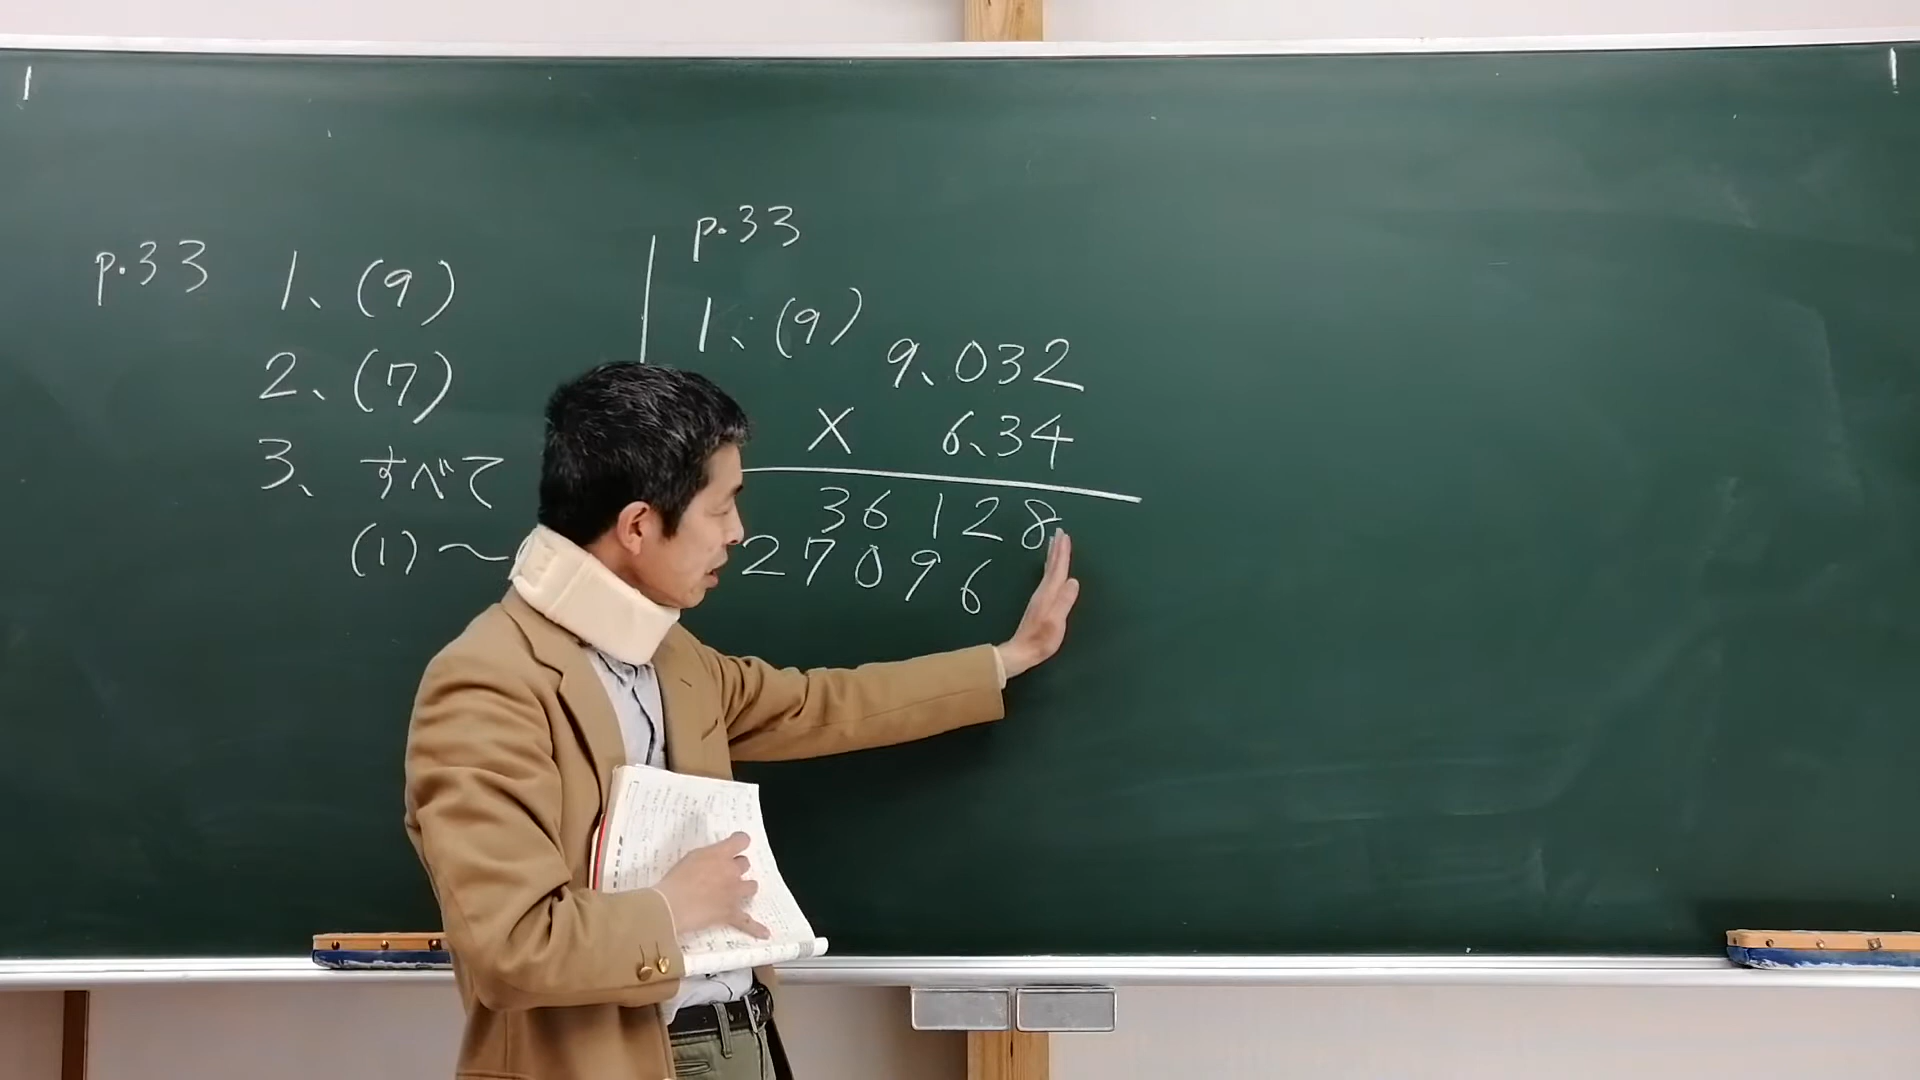 p.33 1、(9)
2、(7)
3、すべて
(1)～
p.33
1、(9)
9、032
× 6、34
36128
27096